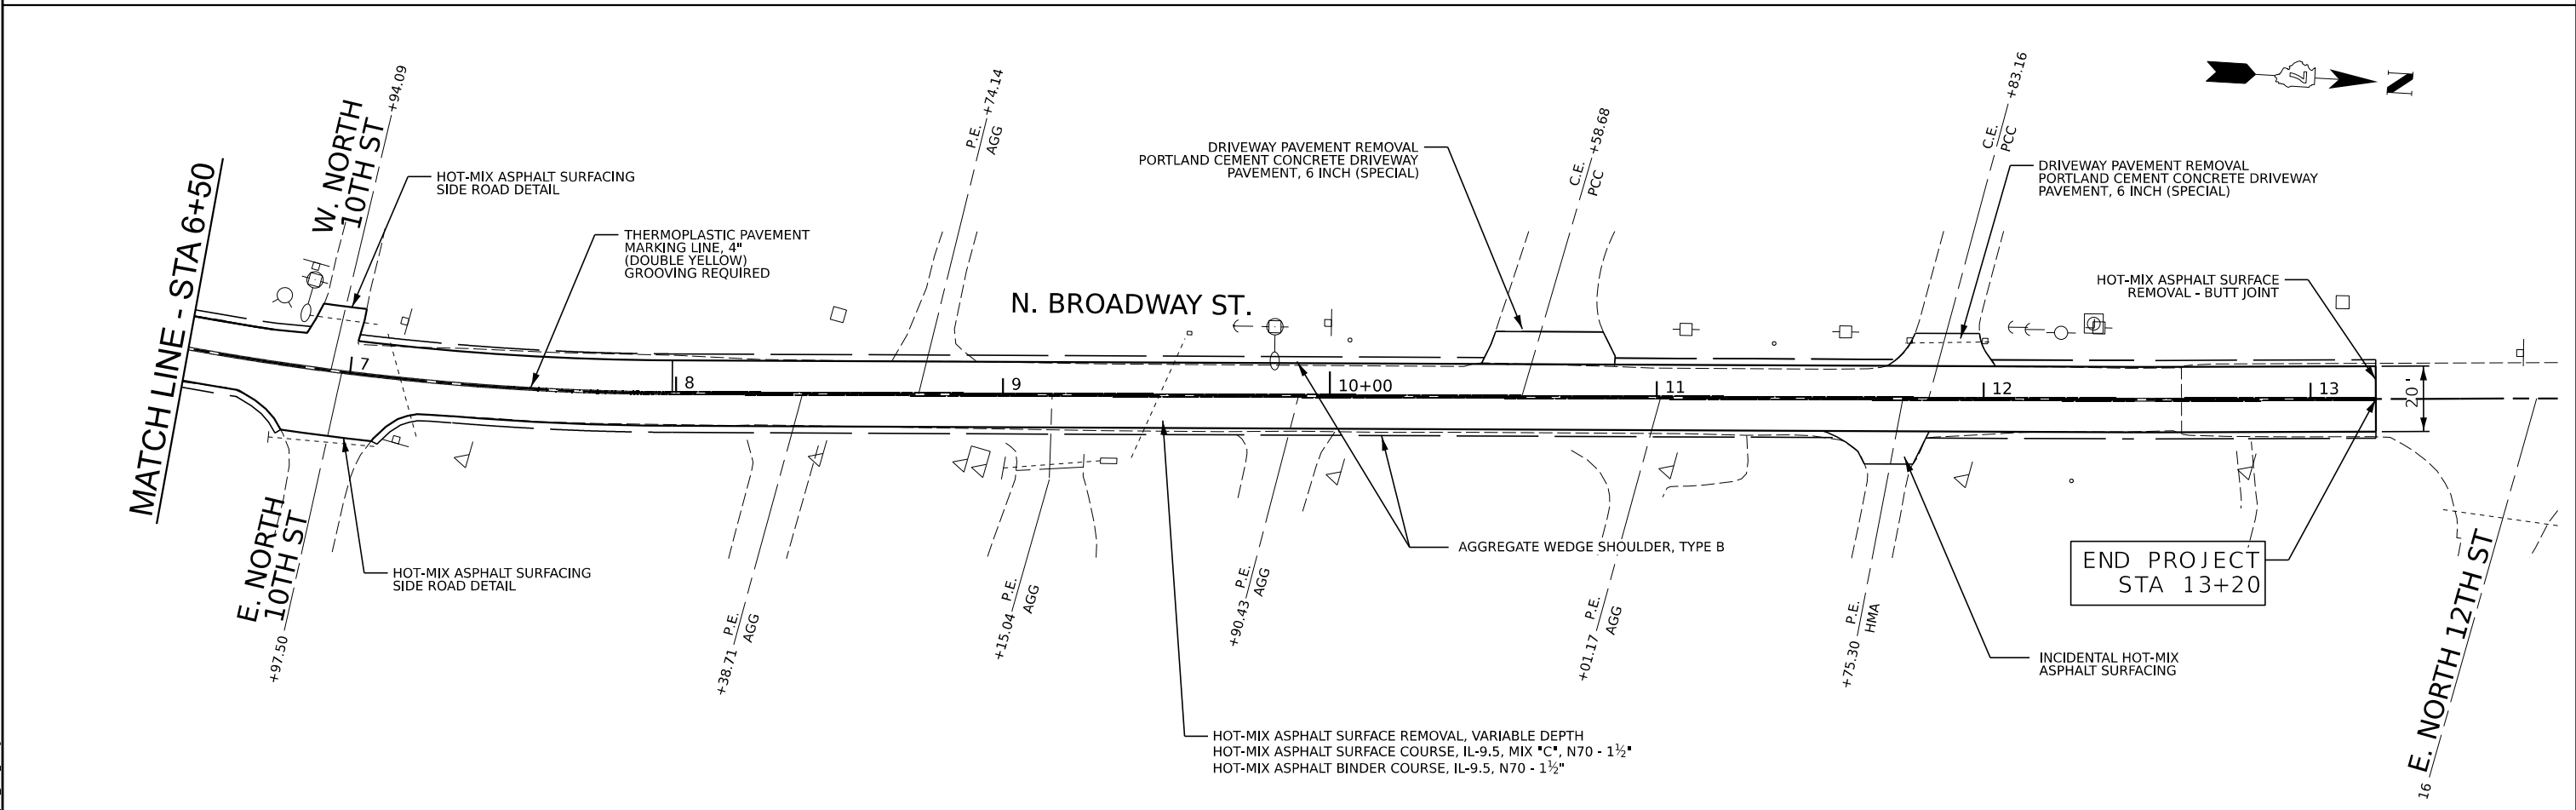 MATCH LINE - STA 6+50
W. NORTH
10TH ST
+94.09
HOT-MIX ASPHALT SURFACING
SIDE ROAD DETAIL
THERMOPLASTIC PAVEMENT
MARKING LINE, 4"
(DOUBLE YELLOW)
GROOVING REQUIRED
P.E. +74.14
AGG
N. BROADWAY ST.
DRIVEWAY PAVEMENT REMOVAL
PORTLAND CEMENT CONCRETE DRIVEWAY
PAVEMENT, 6 INCH (SPECIAL)
C.E. +58.68
PCC
C.E. +83.16
PCC
DRIVEWAY PAVEMENT REMOVAL
PORTLAND CEMENT CONCRETE DRIVEWAY
PAVEMENT, 6 INCH (SPECIAL)
HOT-MIX ASPHALT SURFACE
REMOVAL - BUTT JOINT
7
N
7
8
9
10+00
11
12
13
20'
E. NORTH
10TH ST
+97.50
HOT-MIX ASPHALT SURFACING
SIDE ROAD DETAIL
+38.71 P.E.
AGG
+15.04 P.E.
AGG
+90.43 P.E.
AGG
AGGREGATE WEDGE SHOULDER, TYPE B
+01.17 P.E.
AGG
+75.30 P.E.
HMA
END PROJECT
STA 13+20
INCIDENTAL HOT-MIX
ASPHALT SURFACING
HOT-MIX ASPHALT SURFACE REMOVAL, VARIABLE DEPTH
HOT-MIX ASPHALT SURFACE COURSE, IL-9.5, MIX "C", N70 - 1½"
HOT-MIX ASPHALT BINDER COURSE, IL-9.5, N70 - 1½"
16 E. NORTH 12TH ST